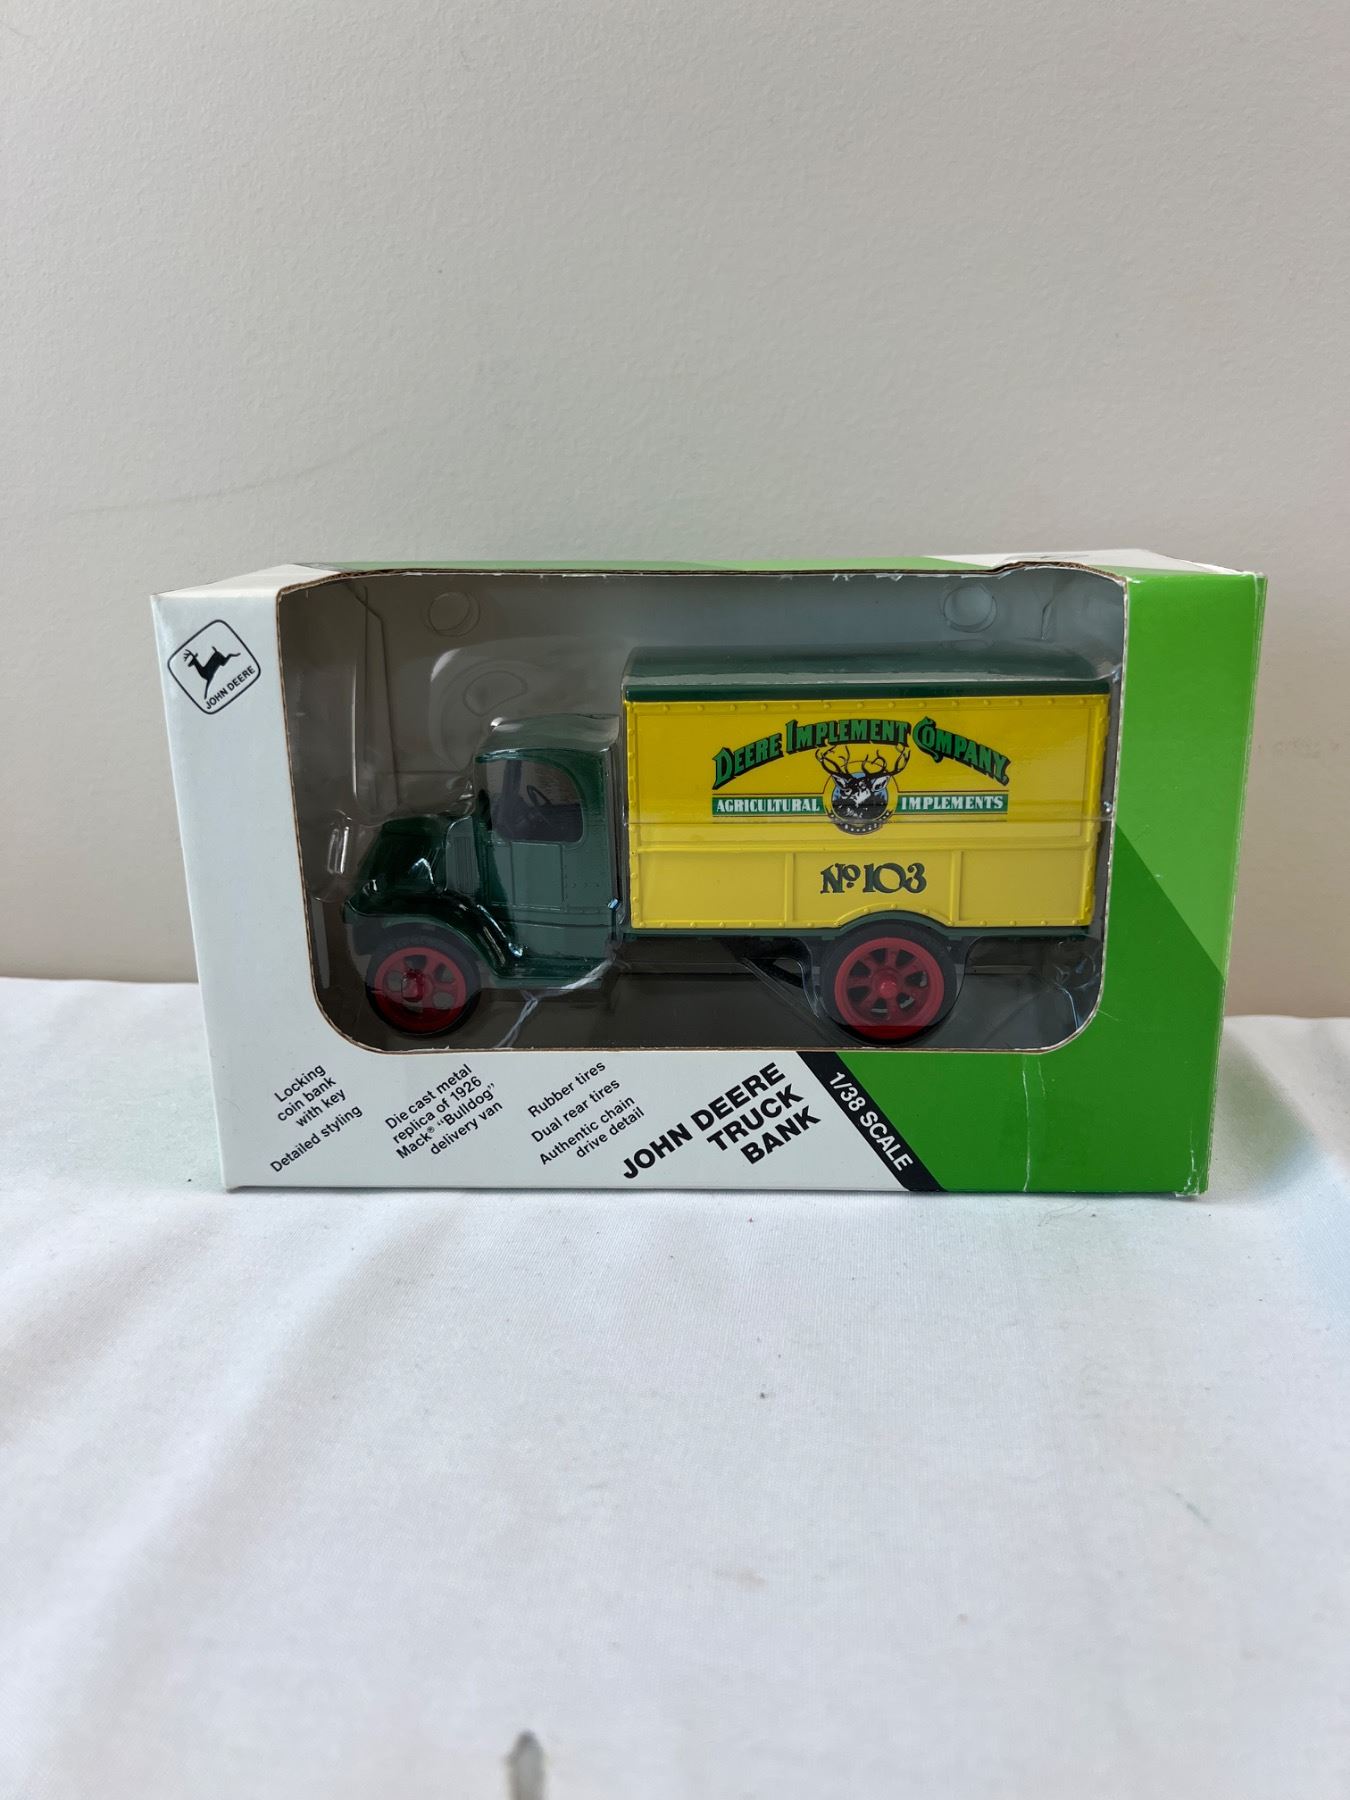 JOHN DEERE
DEERE IMPLEMENT COMPANY
AGRICULTURAL IMPLEMENTS
No 103
Locking
coin bank
with key
Detailed styling
Die cast metal
replica of 1926
Mack® "Bulldog"
delivery van
Rubber tires
Dual rear tires
Authentic chain
drive detail
JOHN DEERE
TRUCK
BANK
1/38 SCALE